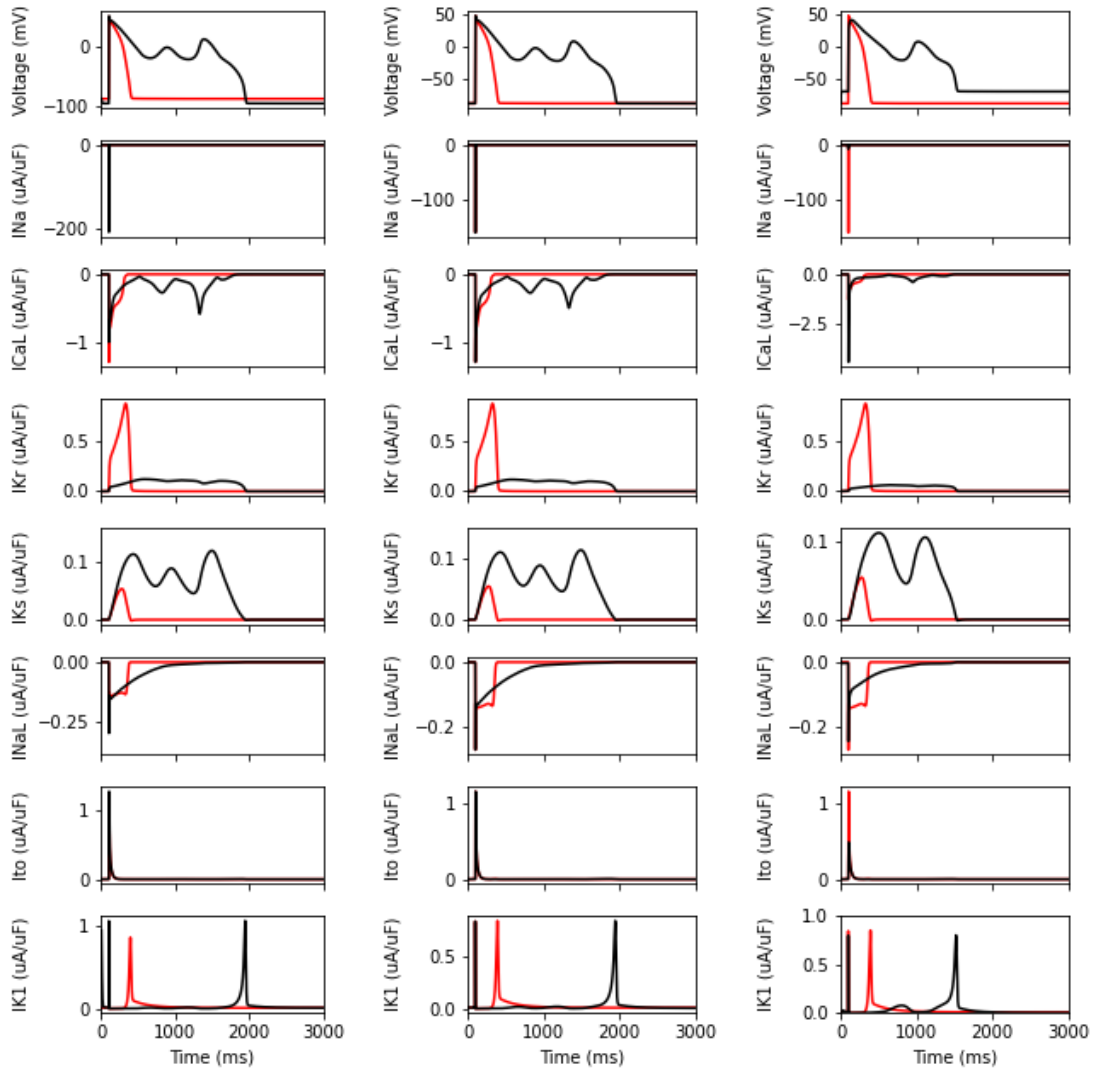 Voltage (mV)
0
−100
Voltage (mV)
50
0
−50
Voltage (mV)
50
0
−50
INa (uA/uF)
0
−200
INa (uA/uF)
0
−100
INa (uA/uF)
0
−100
ICaL (uA/uF)
0
−1
ICaL (uA/uF)
0
−1
ICaL (uA/uF)
0.0
−2.5
IKr (uA/uF)
0.5
0.0
IKr (uA/uF)
0.5
0.0
IKr (uA/uF)
0.5
0.0
IKs (uA/uF)
0.1
0.0
IKs (uA/uF)
0.1
0.0
IKs (uA/uF)
0.1
0.0
INaL (uA/uF)
0.00
−0.25
INaL (uA/uF)
0.0
−0.2
INaL (uA/uF)
0.0
−0.2
Ito (uA/uF)
1
0
Ito (uA/uF)
1
0
Ito (uA/uF)
1
0
IK1 (uA/uF)
1
0
IK1 (uA/uF)
0.5
0.0
IK1 (uA/uF)
1.0
0.5
0.0
0 1000 2000 3000
0 1000 2000 3000
0 1000 2000 3000
Time (ms)
Time (ms)
Time (ms)